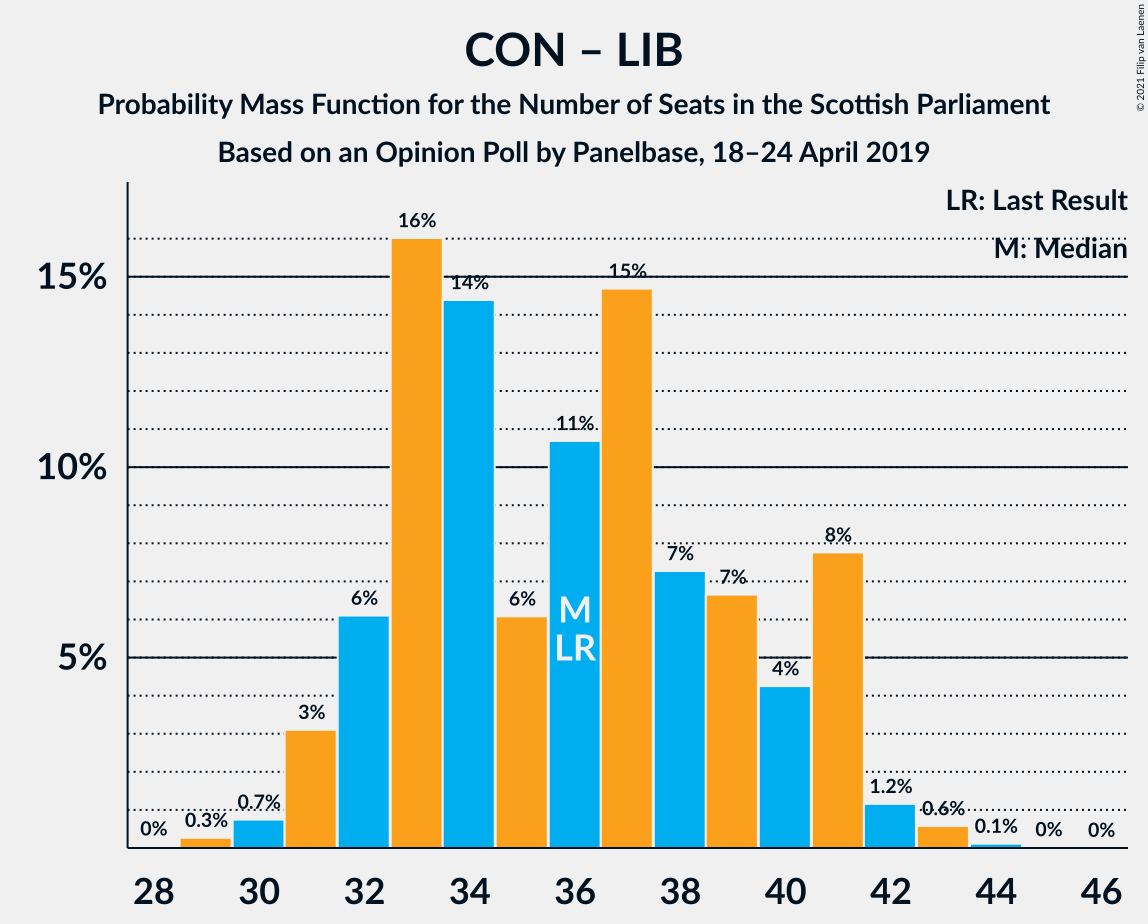 CON – LIB
Probability Mass Function for the Number of Seats in the Scottish Parliament
Based on an Opinion Poll by Panelbase, 18–24 April 2019
© 2021 Filip van Laenen
LR: Last Result
M: Median
15%
10%
5%
0%
0.3%
0.7%
3%
6%
16%
14%
6%
11%
15%
7%
7%
4%
8%
1.2%
0.6%
0.1%
0%
0%
M
LR
28 30 32 34 36 38 40 42 44 46